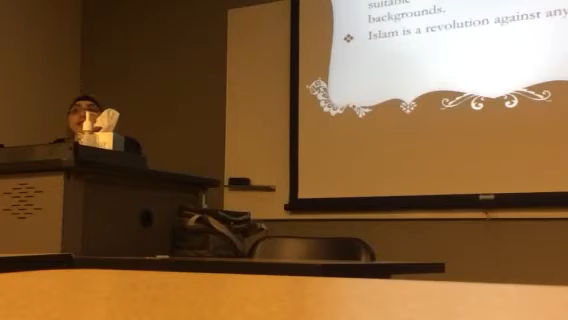 suitable
backgrounds.
❖ Islam is a revolution against any